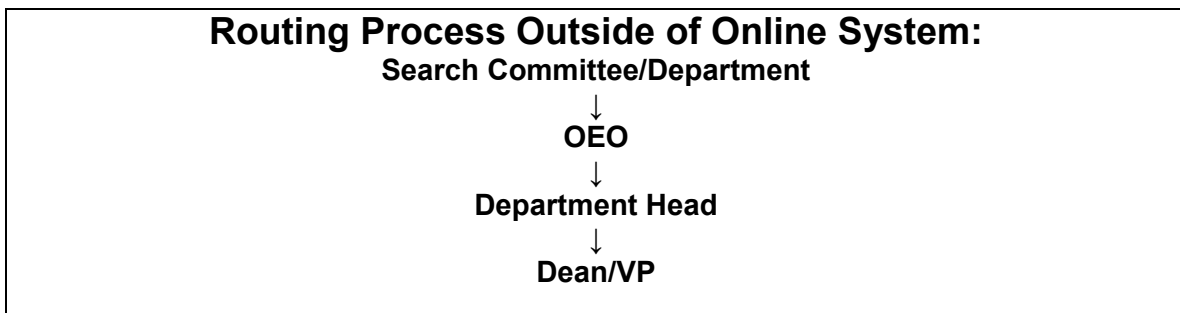 Routing Process Outside of Online System:
Search Committee/Department
↓
OEO
↓
Department Head
↓
Dean/VP